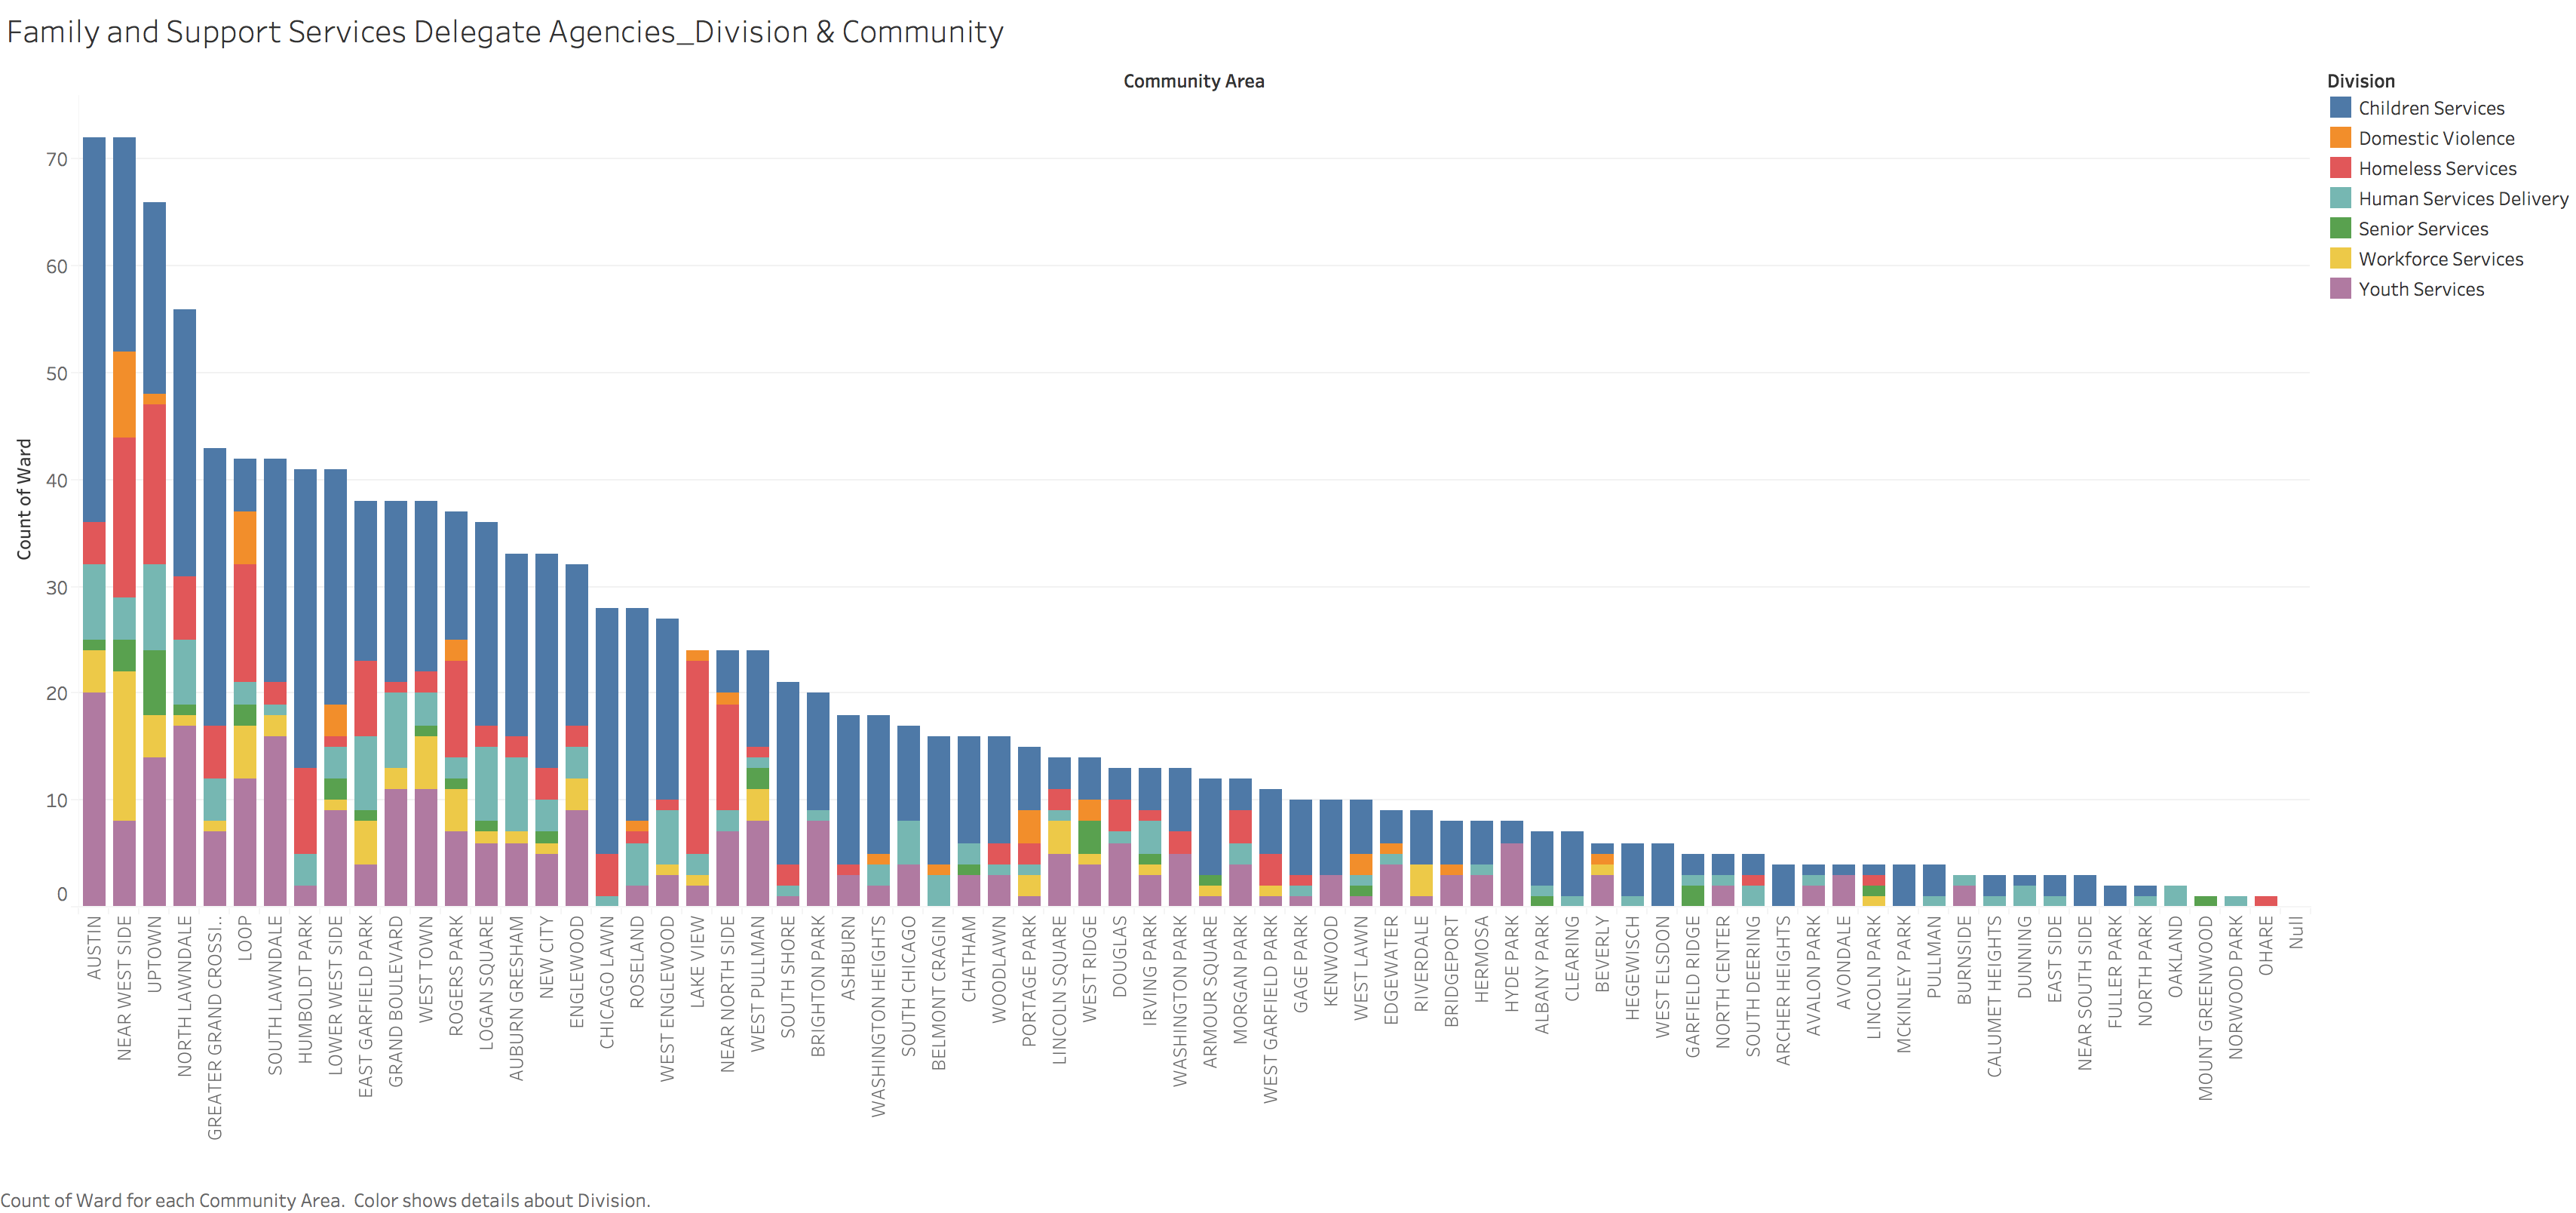 Family and Support Services Delegate Agencies_Division & Community
Community Area
Division
Children Services
Domestic Violence
Homeless Services
Human Services Delivery
Senior Services
Workforce Services
Youth Services
Count of Ward
70
60
50
40
30
20
10
0
AUSTIN
NEAR WEST SIDE
UPTOWN
NORTH LAWNDALE
GREATER GRAND CROSSI..
LOOP
SOUTH LAWNDALE
HUMBOLDT PARK
LOWER WEST SIDE
EAST GARFIELD PARK
GRAND BOULEVARD
WEST TOWN
ROGERS PARK
LOGAN SQUARE
AUBURN GRESHAM
NEW CITY
ENGLEWOOD
CHICAGO LAWN
ROSELAND
WEST ENGLEWOOD
LAKE VIEW
NEAR NORTH SIDE
WEST PULLMAN
SOUTH SHORE
BRIGHTON PARK
ASHBURN
WASHINGTON HEIGHTS
SOUTH CHICAGO
BELMONT CRAGIN
CHATHAM
WOODLAWN
PORTAGE PARK
LINCOLN SQUARE
WEST RIDGE
DOUGLAS
IRVING PARK
WASHINGTON PARK
ARMOUR SQUARE
MORGAN PARK
WEST GARFIELD PARK
GAGE PARK
KENWOOD
WEST LAWN
EDGEWATER
RIVERDALE
BRIDGEPORT
HERMOSA
HYDE PARK
ALBANY PARK
CLEARING
BEVERLY
HEGEWISCH
WEST ELSDON
GARFIELD RIDGE
NORTH CENTER
SOUTH DEERING
ARCHER HEIGHTS
AVALON PARK
AVONDALE
LINCOLN PARK
MCKINLEY PARK
PULLMAN
BURNSIDE
CALUMET HEIGHTS
DUNNING
EAST SIDE
NEAR SOUTH SIDE
FULLER PARK
NORTH PARK
OAKLAND
MOUNT GREENWOOD
NORWOOD PARK
OHARE
Null
Count of Ward for each Community Area.  Color shows details about Division.